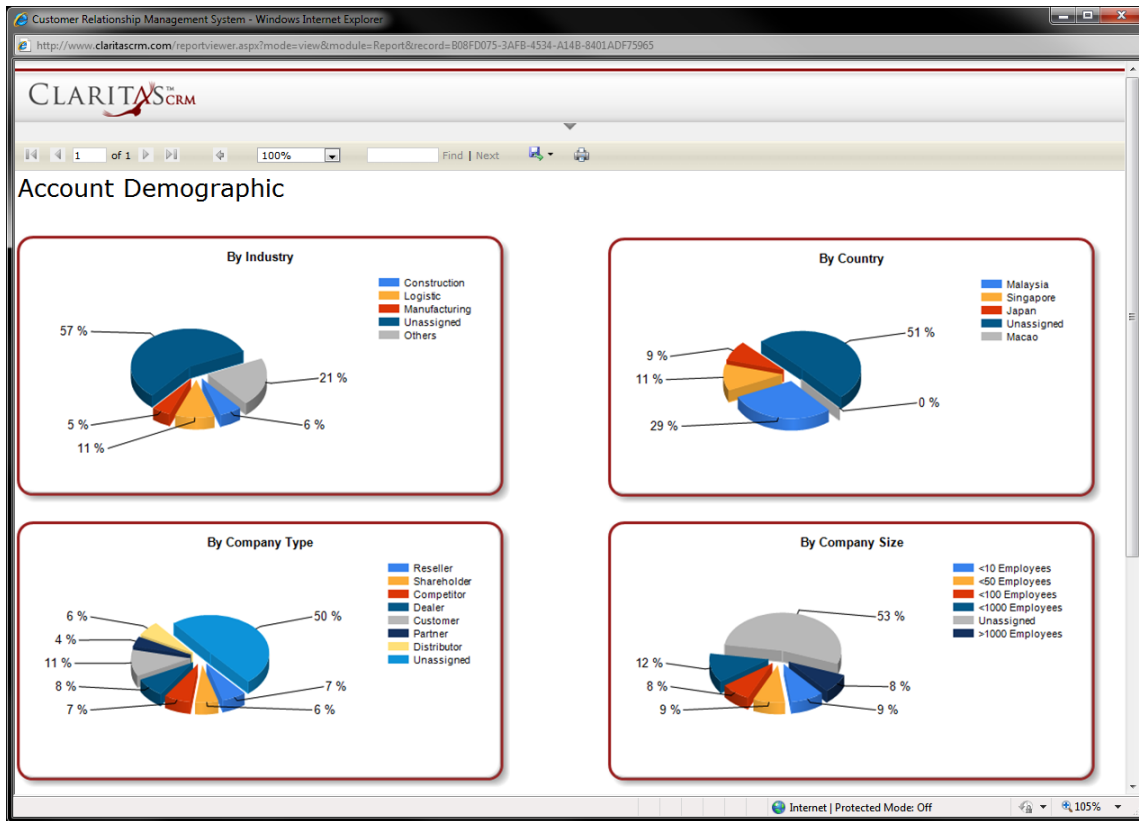 Customer Relationship Management System - Windows Internet Explorer
http://www.claritascrm.com/reportviewer.aspx?mode=view&module=Report&record=B08FD075-3AFB-4534-A14B-8401ADF75965
CLARITAS™CRM
1 of 1 100% Find | Next
Account Demographic
By Industry
Construction
Logistic
Manufacturing
Unassigned
Others
57 %
21 %
5 %
6 %
11 %
By Country
Malaysia
Singapore
Japan
Unassigned
Macao
51 %
9 %
11 %
0 %
29 %
By Company Type
Reseller
Shareholder
Competitor
Dealer
Customer
Partner
Distributor
Unassigned
6 %
50 %
4 %
11 %
8 %
7 %
7 %
6 %
By Company Size
<10 Employees
<50 Employees
<100 Employees
<1000 Employees
Unassigned
>1000 Employees
53 %
12 %
8 %
8 %
9 %
9 %
Internet | Protected Mode: Off 105%